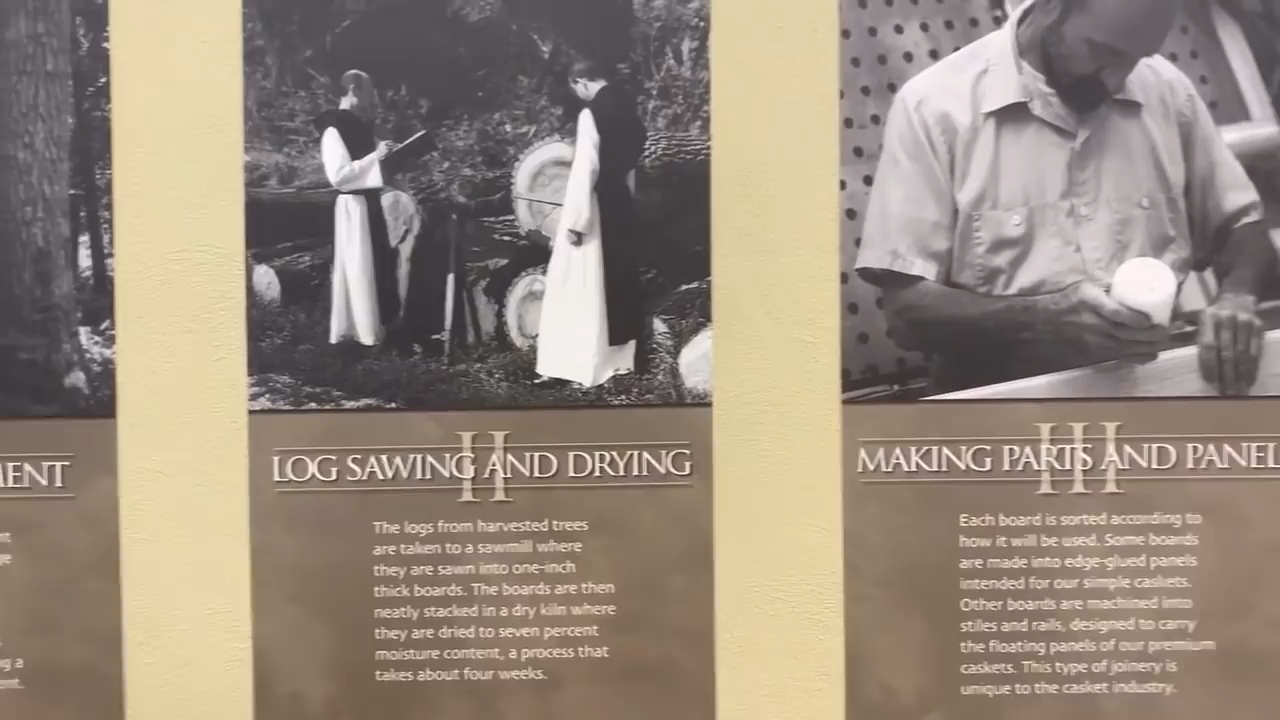 MENT
II
LOG SAWING AND DRYING
The logs from harvested trees
are taken to a sawmill where
they are sawn into one-inch
thick boards. The boards are then
neatly stacked in a dry kiln where
they are dried to seven percent
moisture content, a process that
takes about four weeks.
III
MAKING PARTS AND PANEL
Each board is sorted according to
how it will be used. Some boards
are made into edge-glued panels
intended for our simple caskets.
Other boards are machined into
stiles and rails, designed to carry
the floating panels of our premium
caskets. This type of joinery is
unique to the casket industry.